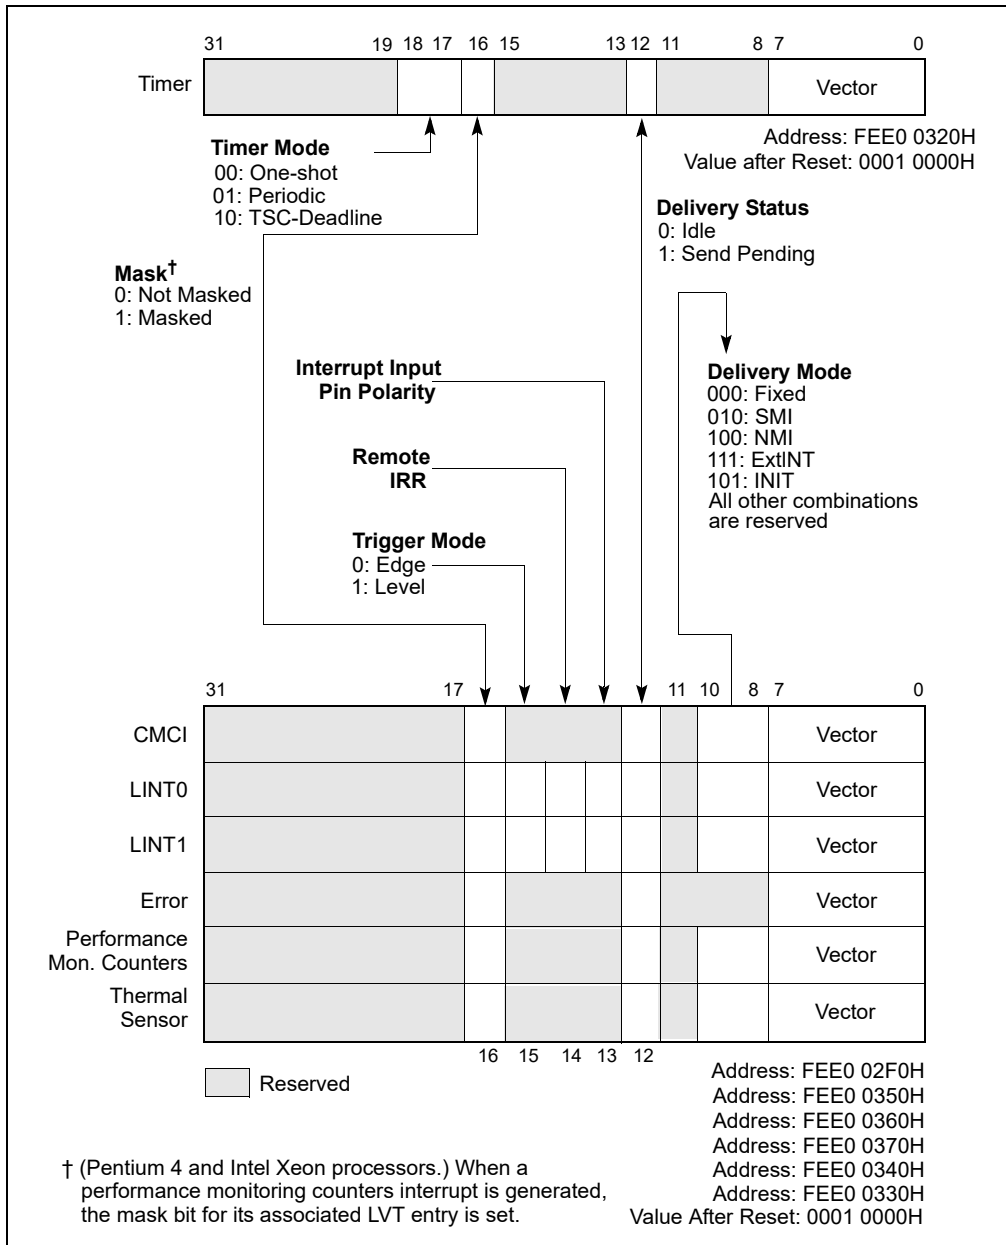 31 19 18 17 16 15 13 12 11 8 7 0
Timer Vector
Address: FEE0 0320H
Value after Reset: 0001 0000H
Timer Mode
00: One-shot
01: Periodic
10: TSC-Deadline
Delivery Status
0: Idle
1: Send Pending
Mask†
0: Not Masked
1: Masked
Interrupt Input
Pin Polarity
Delivery Mode
000: Fixed
010: SMI
100: NMI
111: ExtINT
101: INIT
All other combinations
are reserved
Remote
IRR
Trigger Mode
0: Edge
1: Level
31 17 11 10 8 7 0
CMCI Vector
LINT0 Vector
LINT1 Vector
Error Vector
Performance
Mon. Counters Vector
Thermal
Sensor Vector
16 15 14 13 12
Reserved
Address: FEE0 02F0H
Address: FEE0 0350H
Address: FEE0 0360H
Address: FEE0 0370H
Address: FEE0 0340H
Address: FEE0 0330H
Value After Reset: 0001 0000H
† (Pentium 4 and Intel Xeon processors.) When a
performance monitoring counters interrupt is generated,
the mask bit for its associated LVT entry is set.